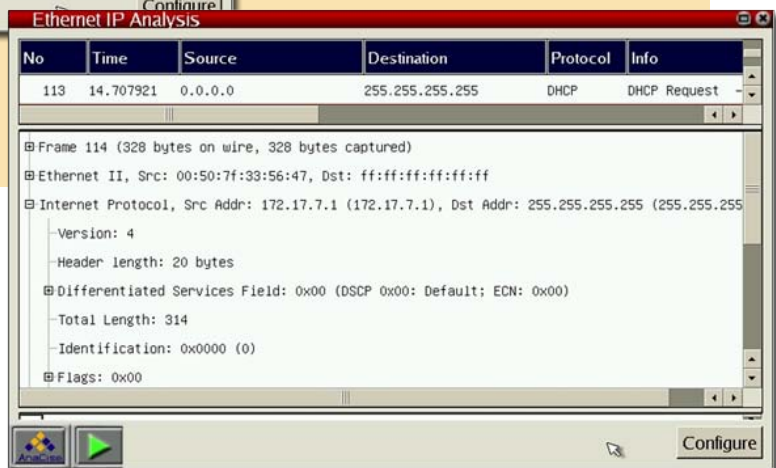 Configure
Ethernet IP Analysis
No Time Source Destination Protocol Info
113 14.707921 0.0.0.0 255.255.255.255 DHCP DHCP Request -
Frame 114 (328 bytes on wire, 328 bytes captured)
Ethernet II, Src: 00:50:7f:33:56:47, Dst: ff:ff:ff:ff:ff:ff
Internet Protocol, Src Addr: 172.17.7.1 (172.17.7.1), Dst Addr: 255.255.255.255 (255.255.255
Version: 4
Header length: 20 bytes
Differentiated Services Field: 0x00 (DSCP 0x00: Default; ECN: 0x00)
Total Length: 314
Identification: 0x0000 (0)
Flags: 0x00
AnaCise
Configure